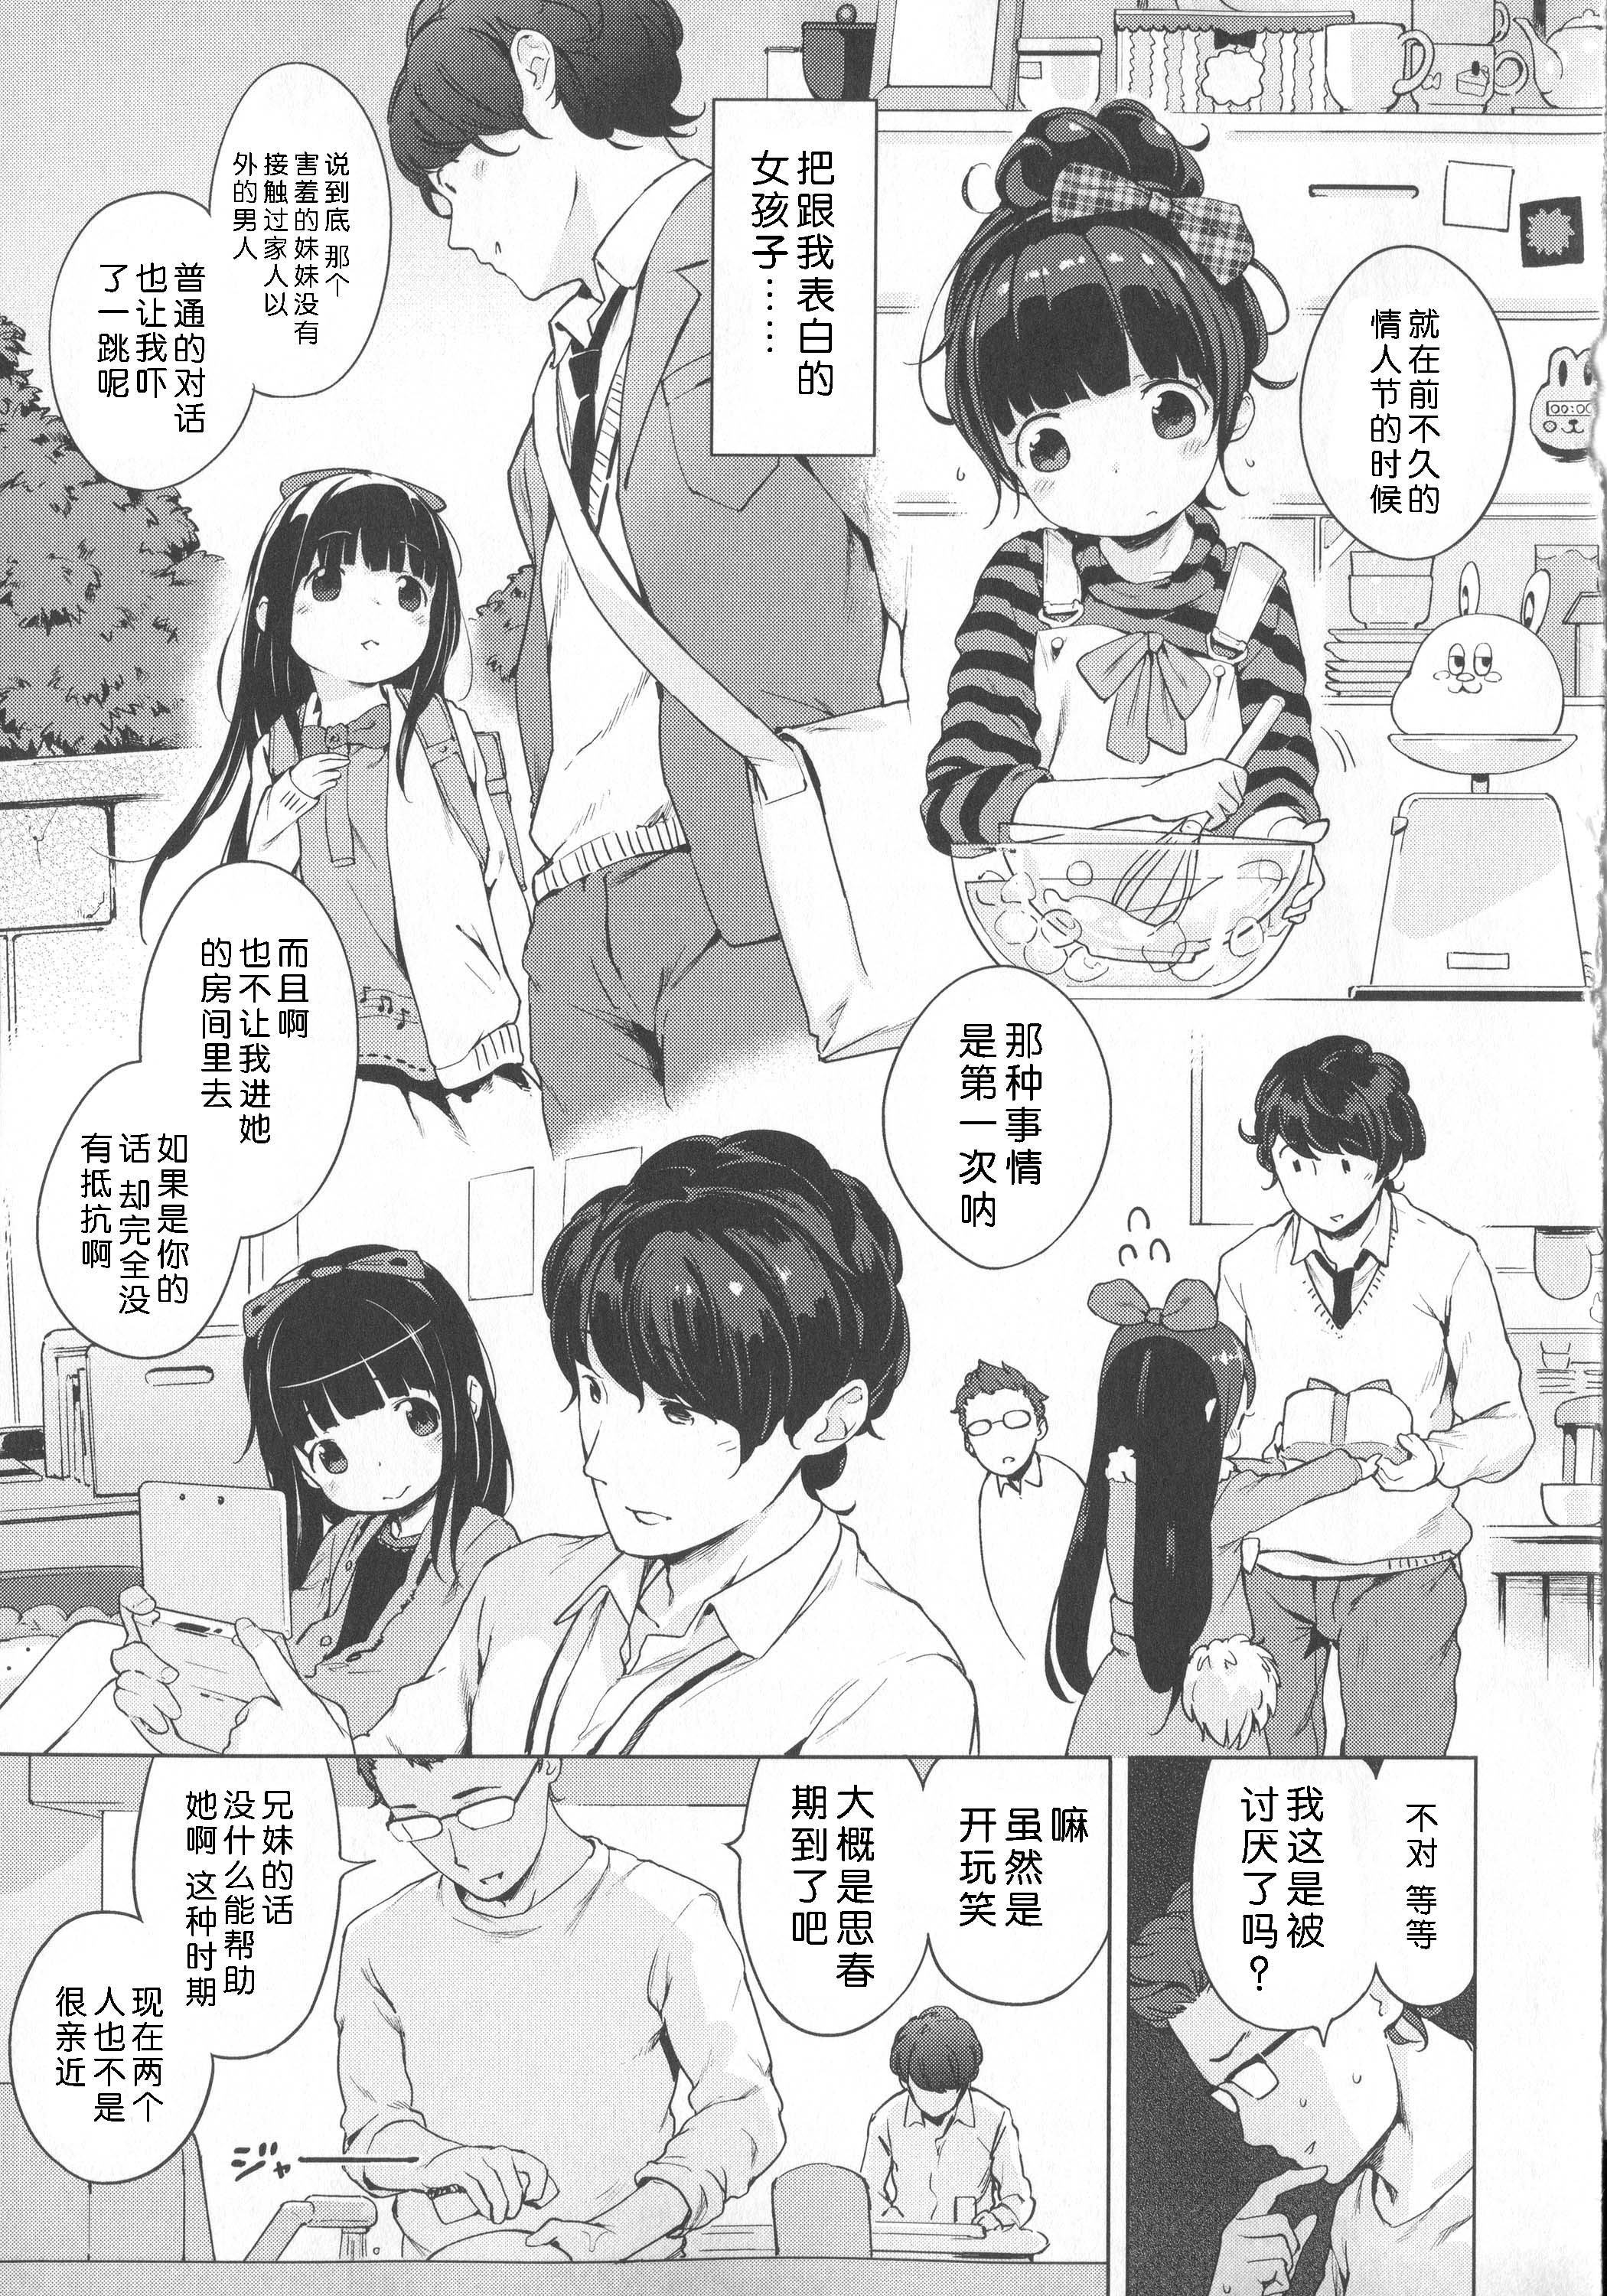 就在前不久的
情人节的时候
00:00
把跟我表白的
女孩子……
说到底 那个
害羞的妹妹没有
接触过家人以
外的男人
普通的对话
也让我吓
了一跳呢
那种事情
是第一次呐
而且啊
也不让我进她
的房间里去
如果是你的
话 却完全没
有抵抗啊
不对 等等
我这是被
讨厌了吗?
嘛
虽然是
开玩笑
大概是思春
期到了吧
兄妹的话
没什么能帮助
她啊 这种时期
现在两个
人也不是
很亲近
ジャー